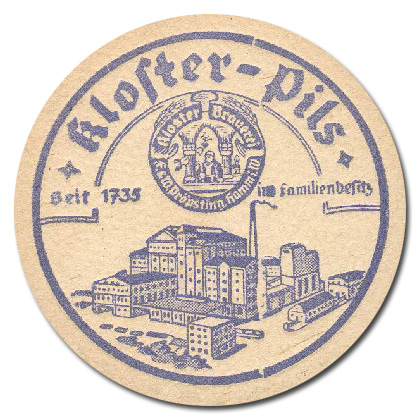 Kloster-Pils
Kloster Brauerei
Seit 1735
im Familienbesitz